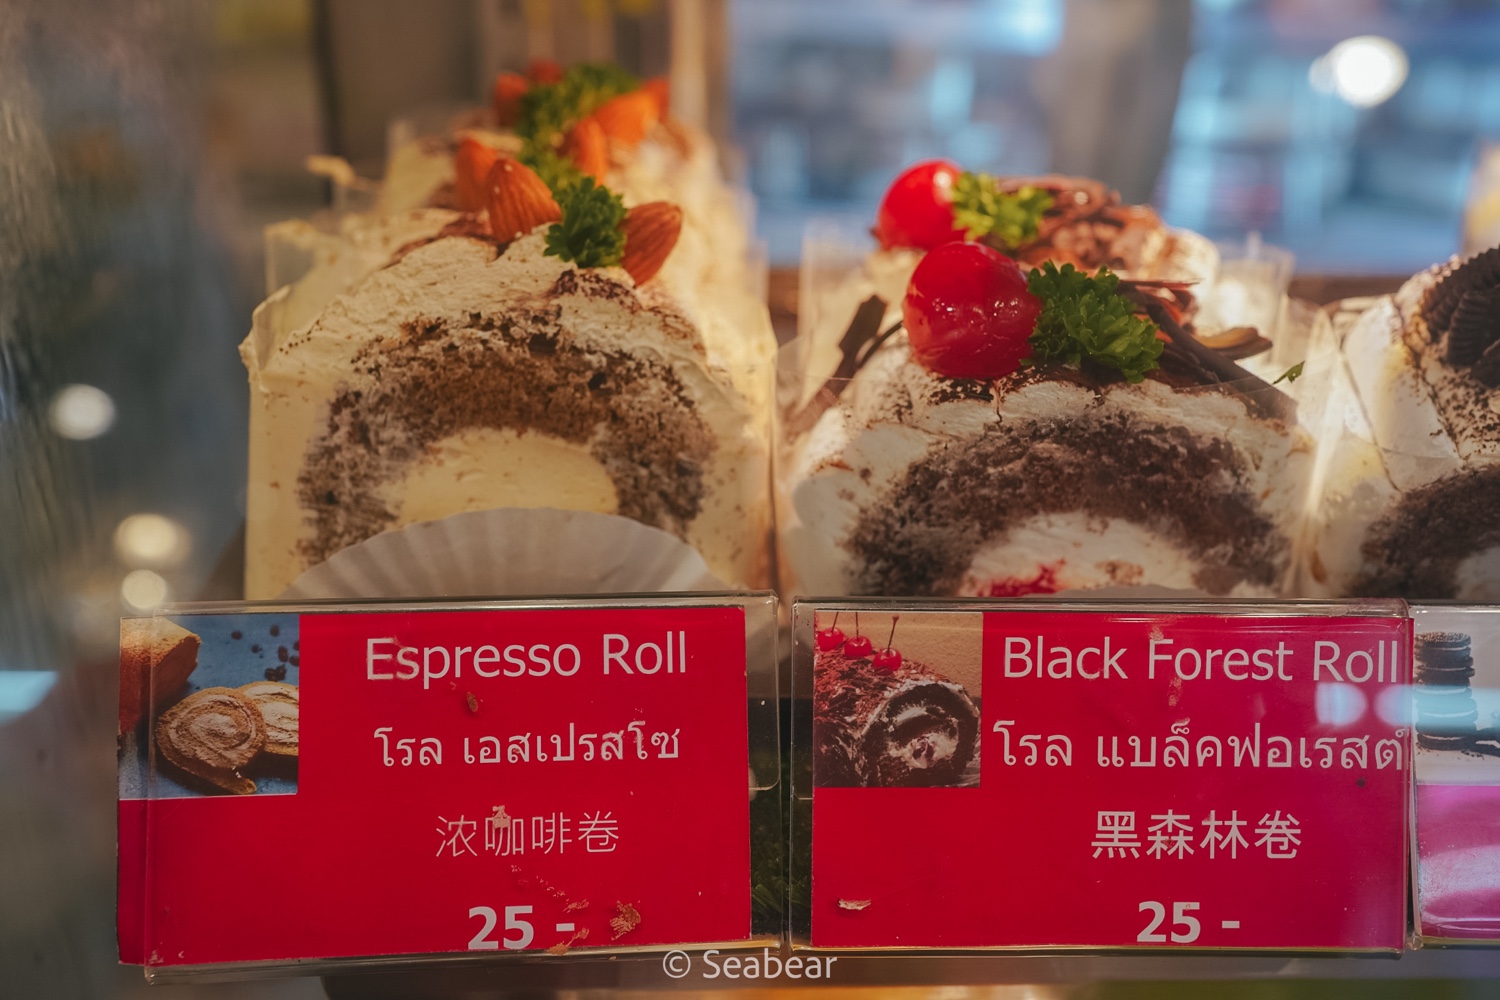 Espresso Roll
โรล เอสเปรสโซ
浓咖啡卷
25 -
Black Forest Roll
โรล แบล็คฟอเรสต์
黑森林卷
25 -
© Seabear